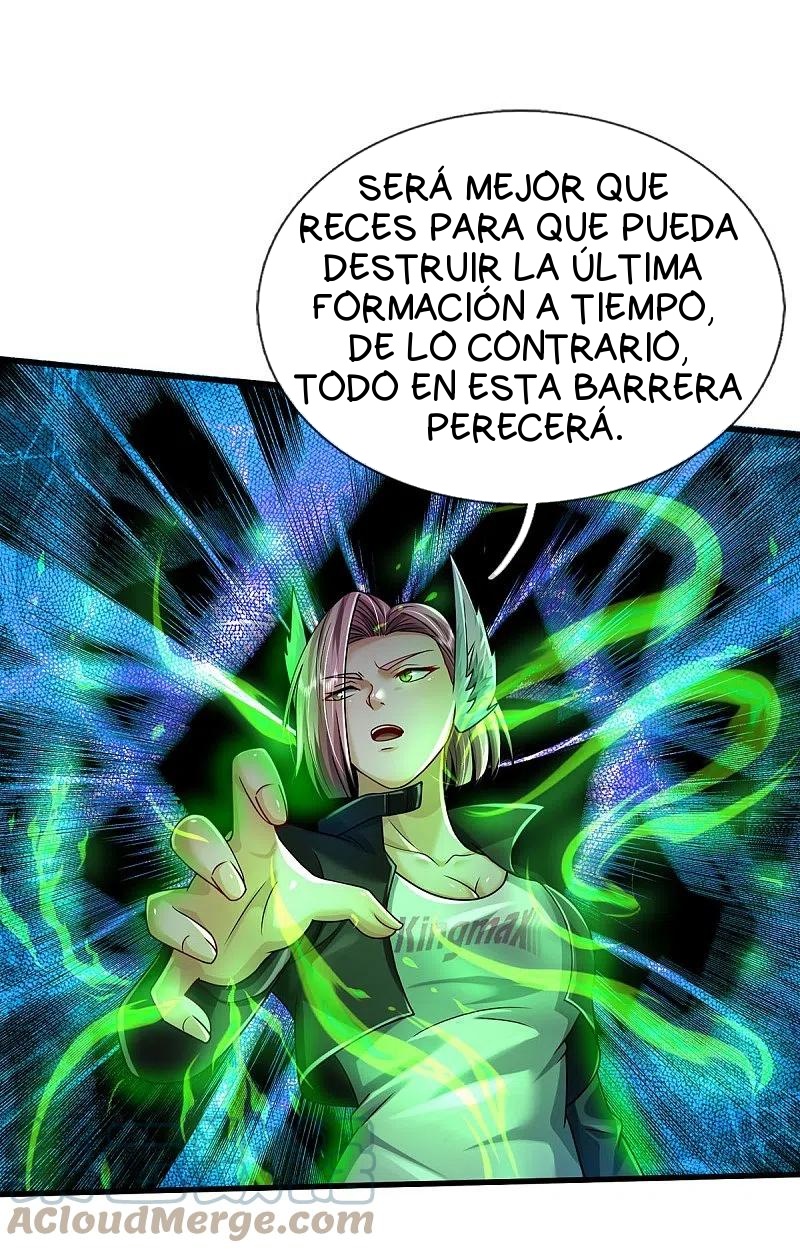 SERÁ MEJOR QUE
RECES PARA QUE PUEDA
DESTRUIR LA ÚLTIMA
FORMACIÓN A TIEMPO,
DE LO CONTRARIO,
TODO EN ESTA BARRERA
PERECERÁ.
Kingmax
AcloudMerge.com